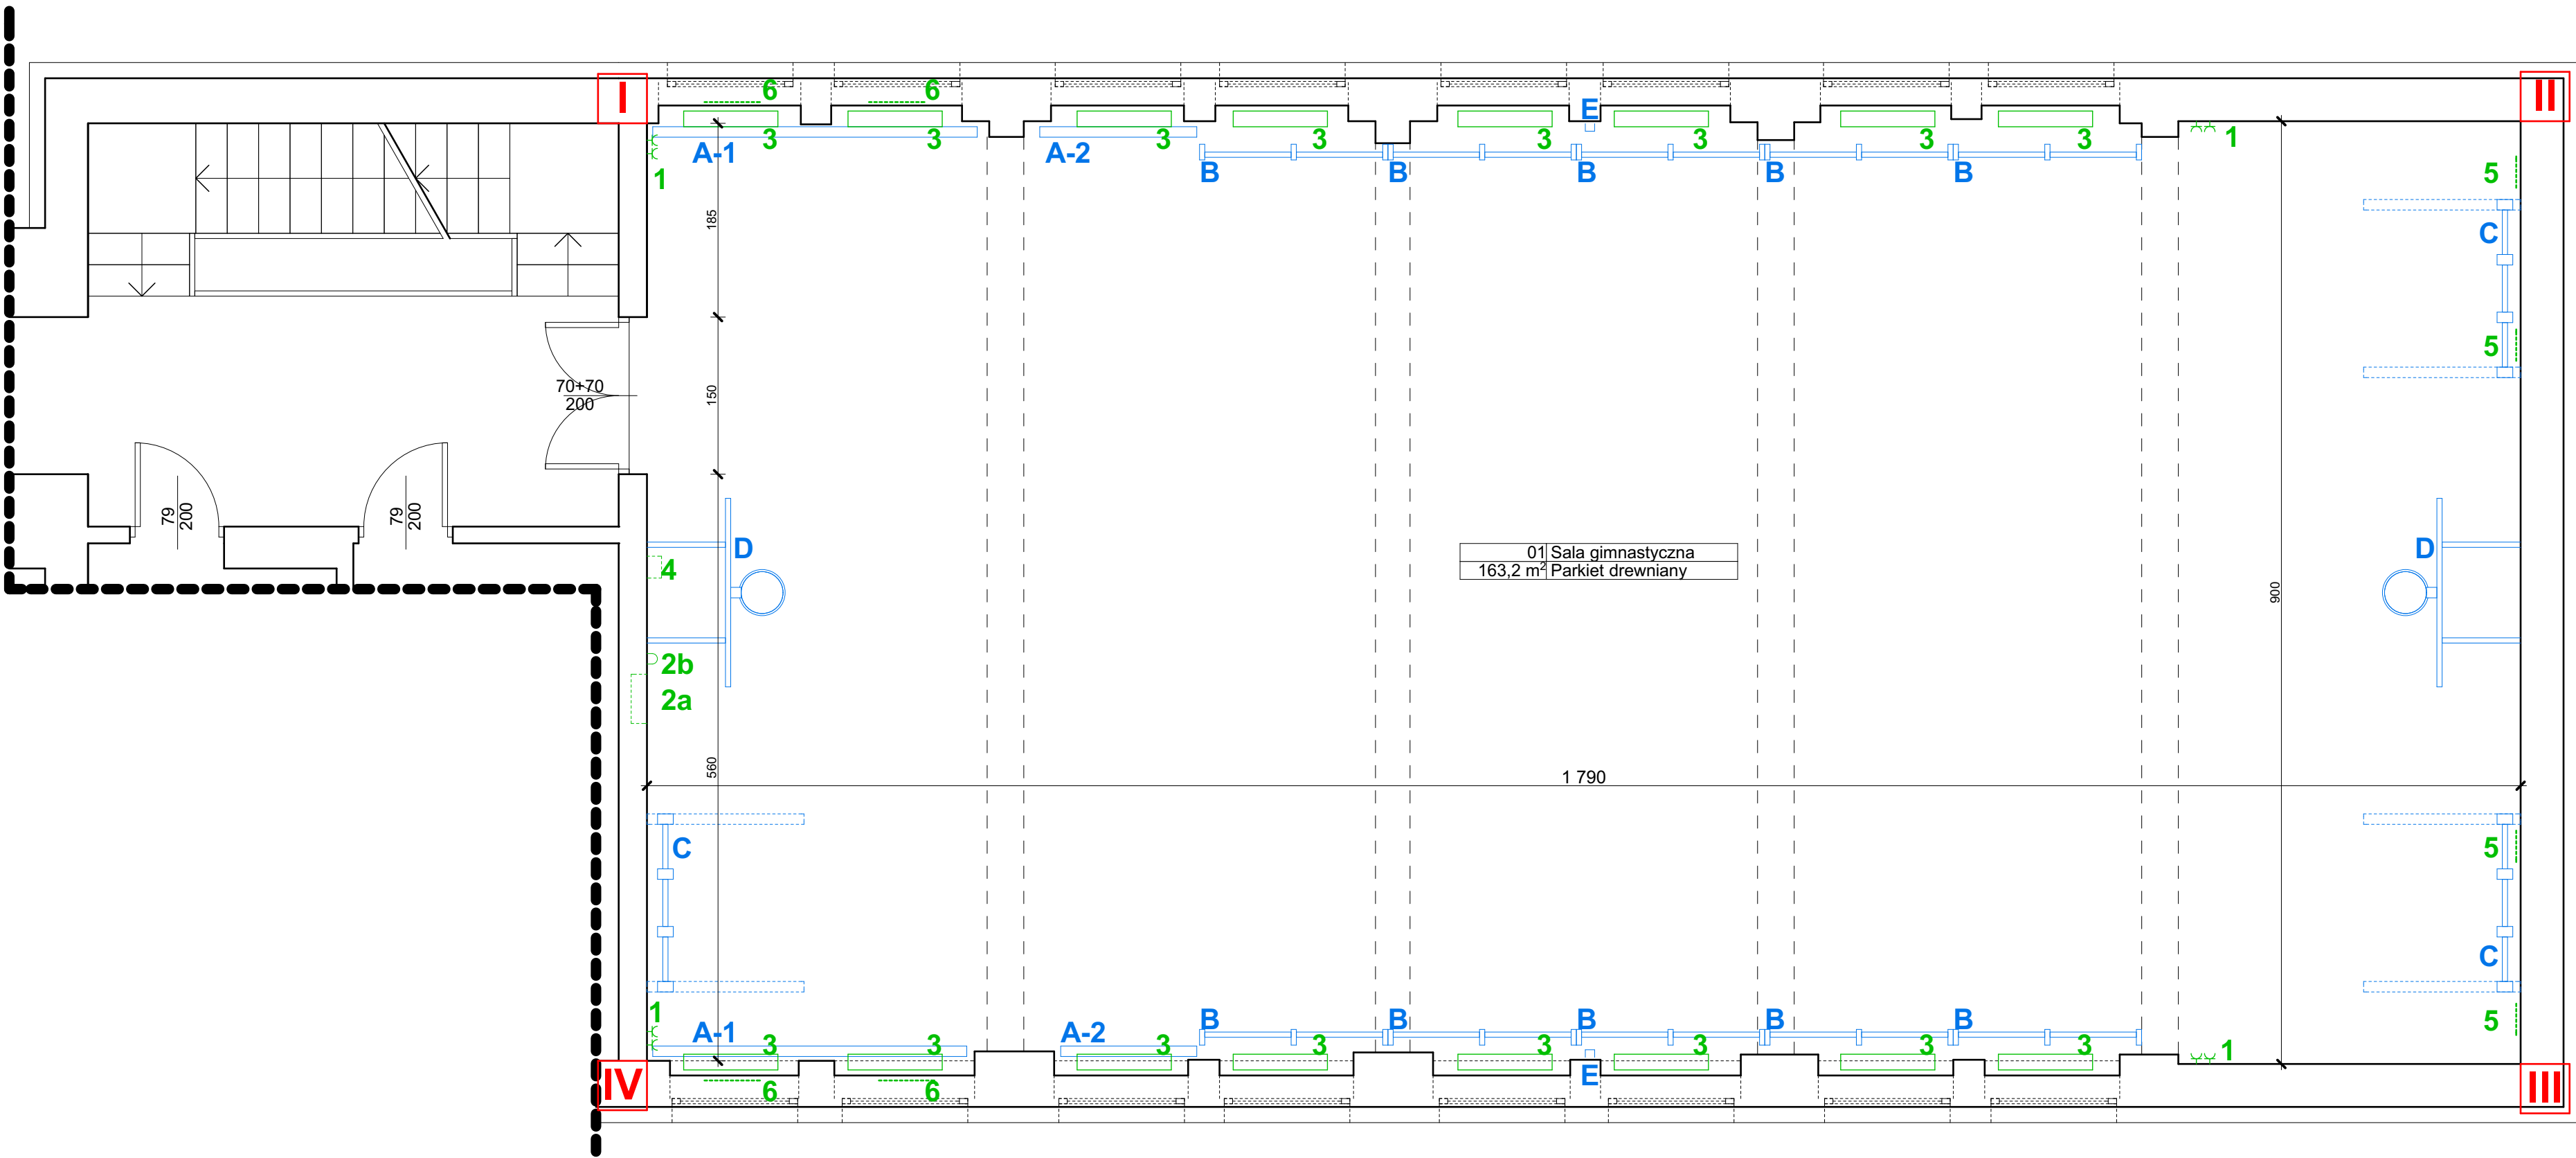 I
II
6
6
E
3
3
3
3
3
3
3
3
1
A-1
A-2
1
B
B
B
B
B
5
185
C
5
70+70
200
150
79
200
79
200
D
4
01 Sala gimnastyczna
163,2 m² Parkiet drewniany
D
900
2b
2a
560
1 790
C
5
C
1
A-1
A-2
B
B
B
B
B
5
3
3
3
3
3
3
3
3
1
6
6
E
IV
III